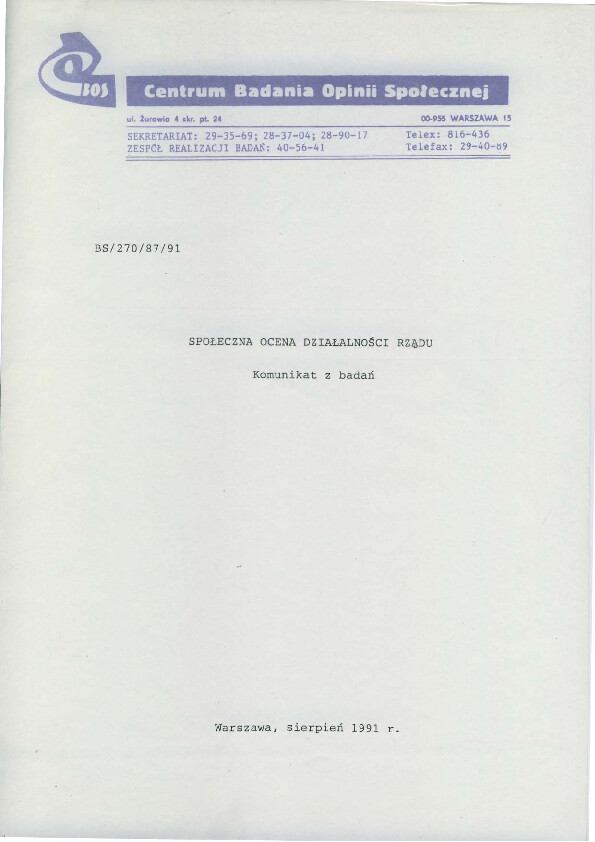 CBOS
Centrum Badania Opinii Społecznej
ul. Żurawia 4 skr. pt. 24 00-955 WARSZAWA 15
SEKRETARIAT: 29-35-69; 28-37-04; 28-90-17 Telex: 816-436
ZESPÓŁ REALIZACJI BADAŃ: 40-56-41 Telefax: 29-40-89
BS/270/87/91
SPOŁECZNA OCENA DZIAŁALNOŚCI RZĄDU
Komunikat z badań
Warszawa, sierpień 1991 r.